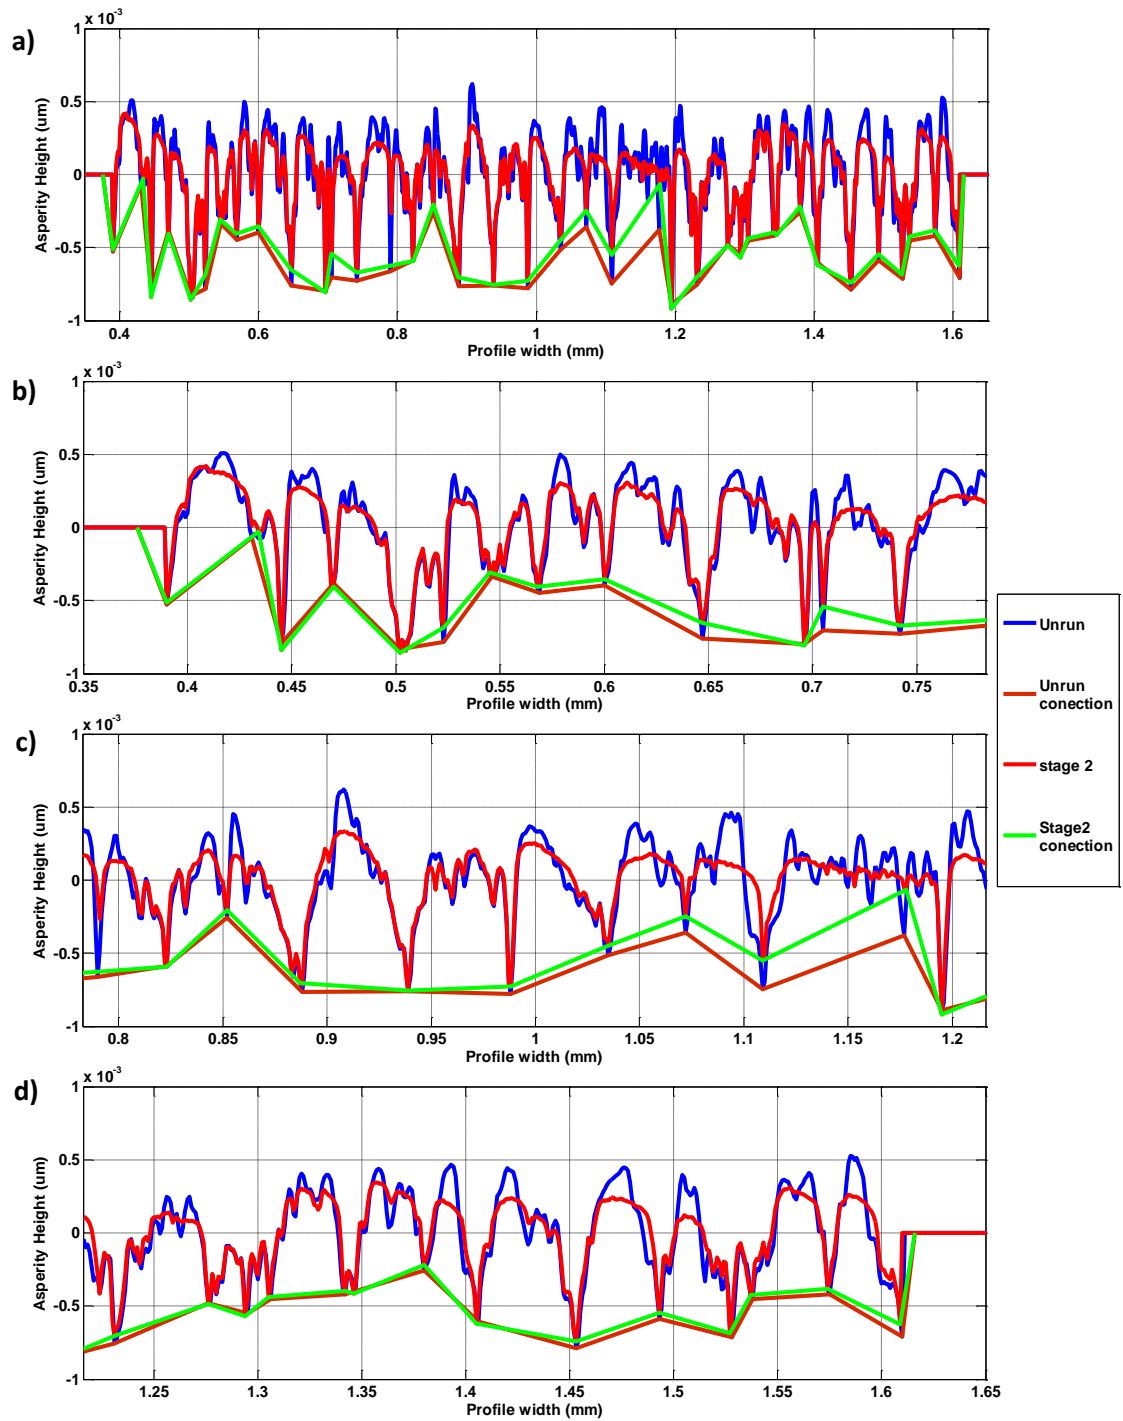 x 10-3
a)
1
0.5
0
-0.5
-1
Asperity Height (um)
0.4 0.6 0.8 1 1.2 1.4 1.6
Profile width (mm)
x 10-3
b)
1
0.5
0
-0.5
-1
Asperity Height (um)
0.35 0.4 0.45 0.5 0.55 0.6 0.65 0.7 0.75
Profile width (mm)
x 10-3
c)
1
0.5
0
-0.5
-1
Asperity Height (um)
0.8 0.85 0.9 0.95 1 1.05 1.1 1.15 1.2
Profile width (mm)
x 10-3
d)
1
0.5
0
-0.5
-1
Asperity Height (um)
1.25 1.3 1.35 1.4 1.45 1.5 1.55 1.6 1.65
Profile width (mm)
Unrun
Unrun
conection
stage 2
Stage2
conection